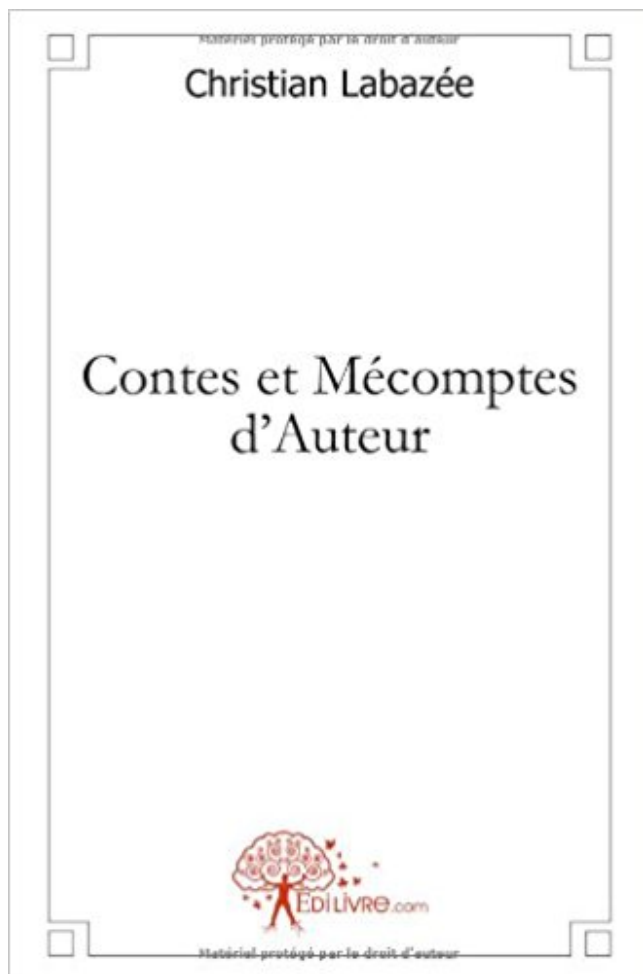 Matériel protégé par le droit d'auteur
Christian Labazée
Contes et Mécomptes
d'Auteur
EDILIVRE.com
Matériel protégé par le droit d'auteur